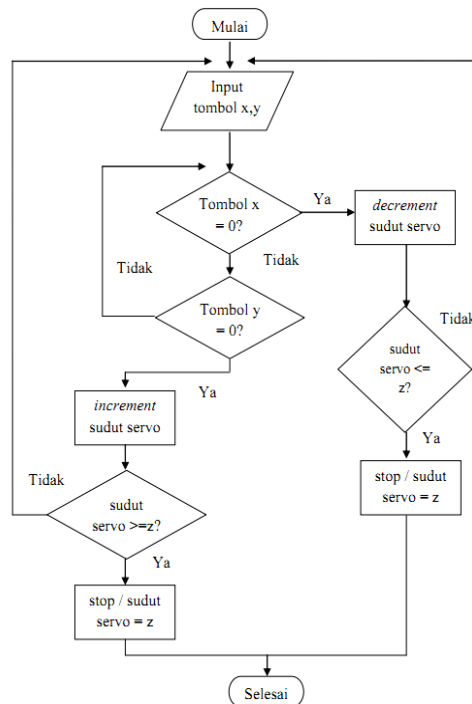 Mulai
Input
tombol x,y
Tombol x
= 0?
Ya
decrement
sudut servo
Tidak
Tidak
Tombol y
= 0?
Tidak
sudut
servo <=
z?
Ya
increment
sudut servo
Ya
stop / sudut
servo = z
Tidak
sudut
servo >=z?
Ya
stop / sudut
servo = z
Selesai